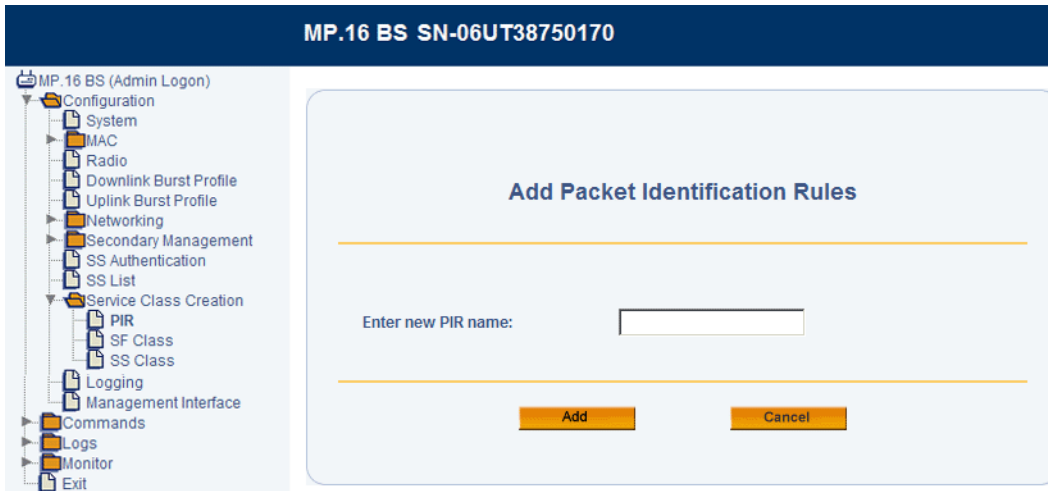 MP.16 BS SN-06UT38750170
MP.16 BS (Admin Logon)
Configuration
System
MAC
Radio
Downlink Burst Profile
Uplink Burst Profile
Networking
Secondary Management
SS Authentication
SS List
Service Class Creation
PIR
SF Class
SS Class
Logging
Management Interface
Commands
Logs
Monitor
Exit
Add Packet Identification Rules
Enter new PIR name:
Add Cancel